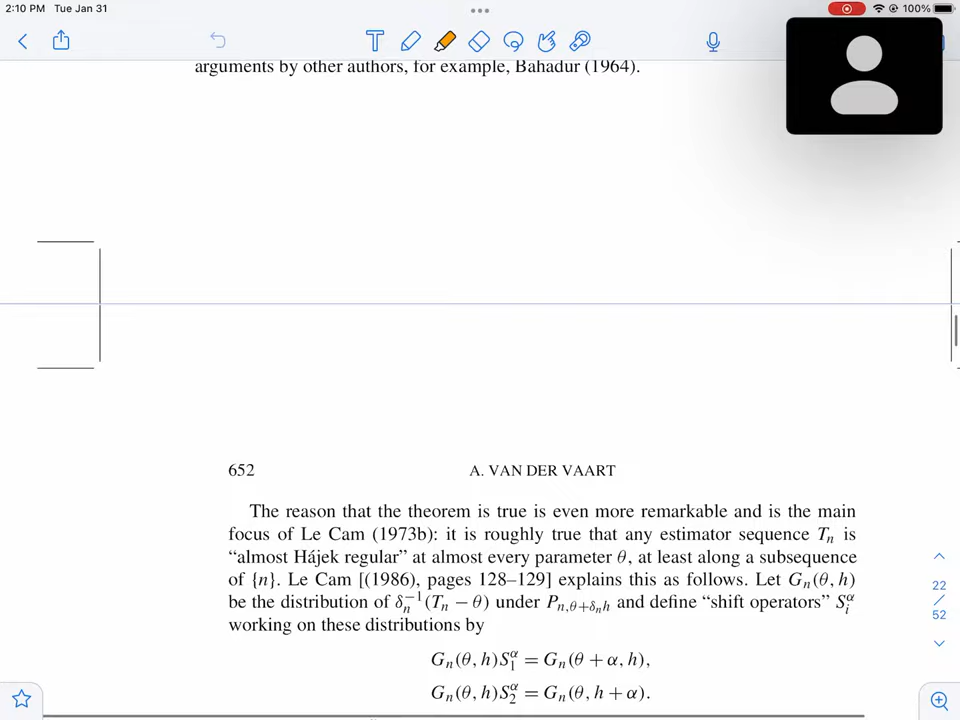 2:10 PM Tue Jan 31
100%
arguments by other authors, for example, Bahadur (1964).
652 A. VAN DER VAART
The reason that the theorem is true is even more remarkable and is the main
focus of Le Cam (1973b): it is roughly true that any estimator sequence Tₙ is
“almost Hájek regular” at almost every parameter θ, at least along a subsequence
of {n}. Le Cam [(1986), pages 128–129] explains this as follows. Let Gₙ(θ, h)
be the distribution of δₙ⁻¹(Tₙ − θ) under P_{n,θ+δₙh} and define “shift operators” Sᵢ^α
working on these distributions by
Gₙ(θ, h)S₁^α = Gₙ(θ + α, h),
Gₙ(θ, h)S₂^α = Gₙ(θ, h + α).
22
/
52